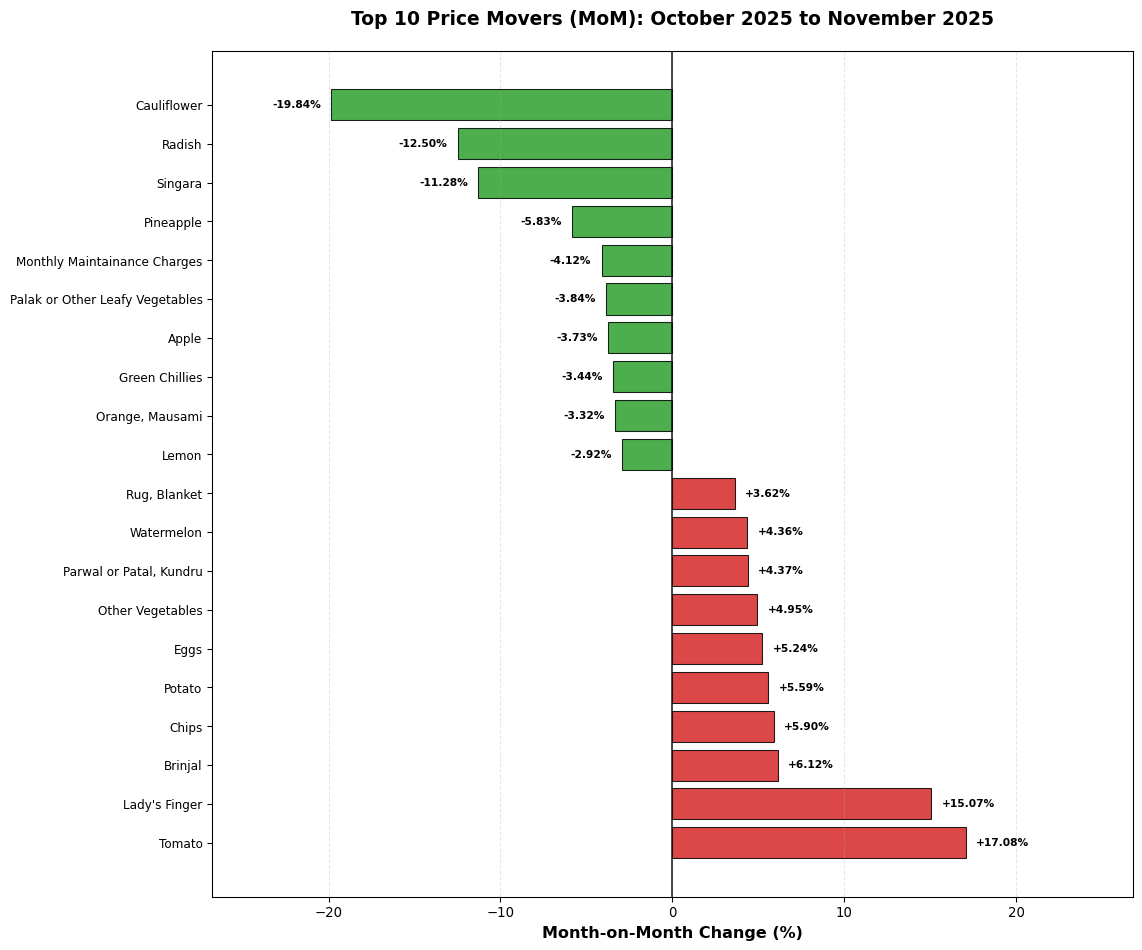 Top 10 Price Movers (MoM): October 2025 to November 2025
Cauliflower -19.84%
Radish -12.50%
Singara -11.28%
Pineapple -5.83%
Monthly Maintainance Charges -4.12%
Palak or Other Leafy Vegetables -3.84%
Apple -3.73%
Green Chillies -3.44%
Orange, Mausami -3.32%
Lemon -2.92%
Rug, Blanket +3.62%
Watermelon +4.36%
Parwal or Patal, Kundru +4.37%
Other Vegetables +4.95%
Eggs +5.24%
Potato +5.59%
Chips +5.90%
Brinjal +6.12%
Lady's Finger +15.07%
Tomato +17.08%
−20 −10 0 10 20
Month-on-Month Change (%)